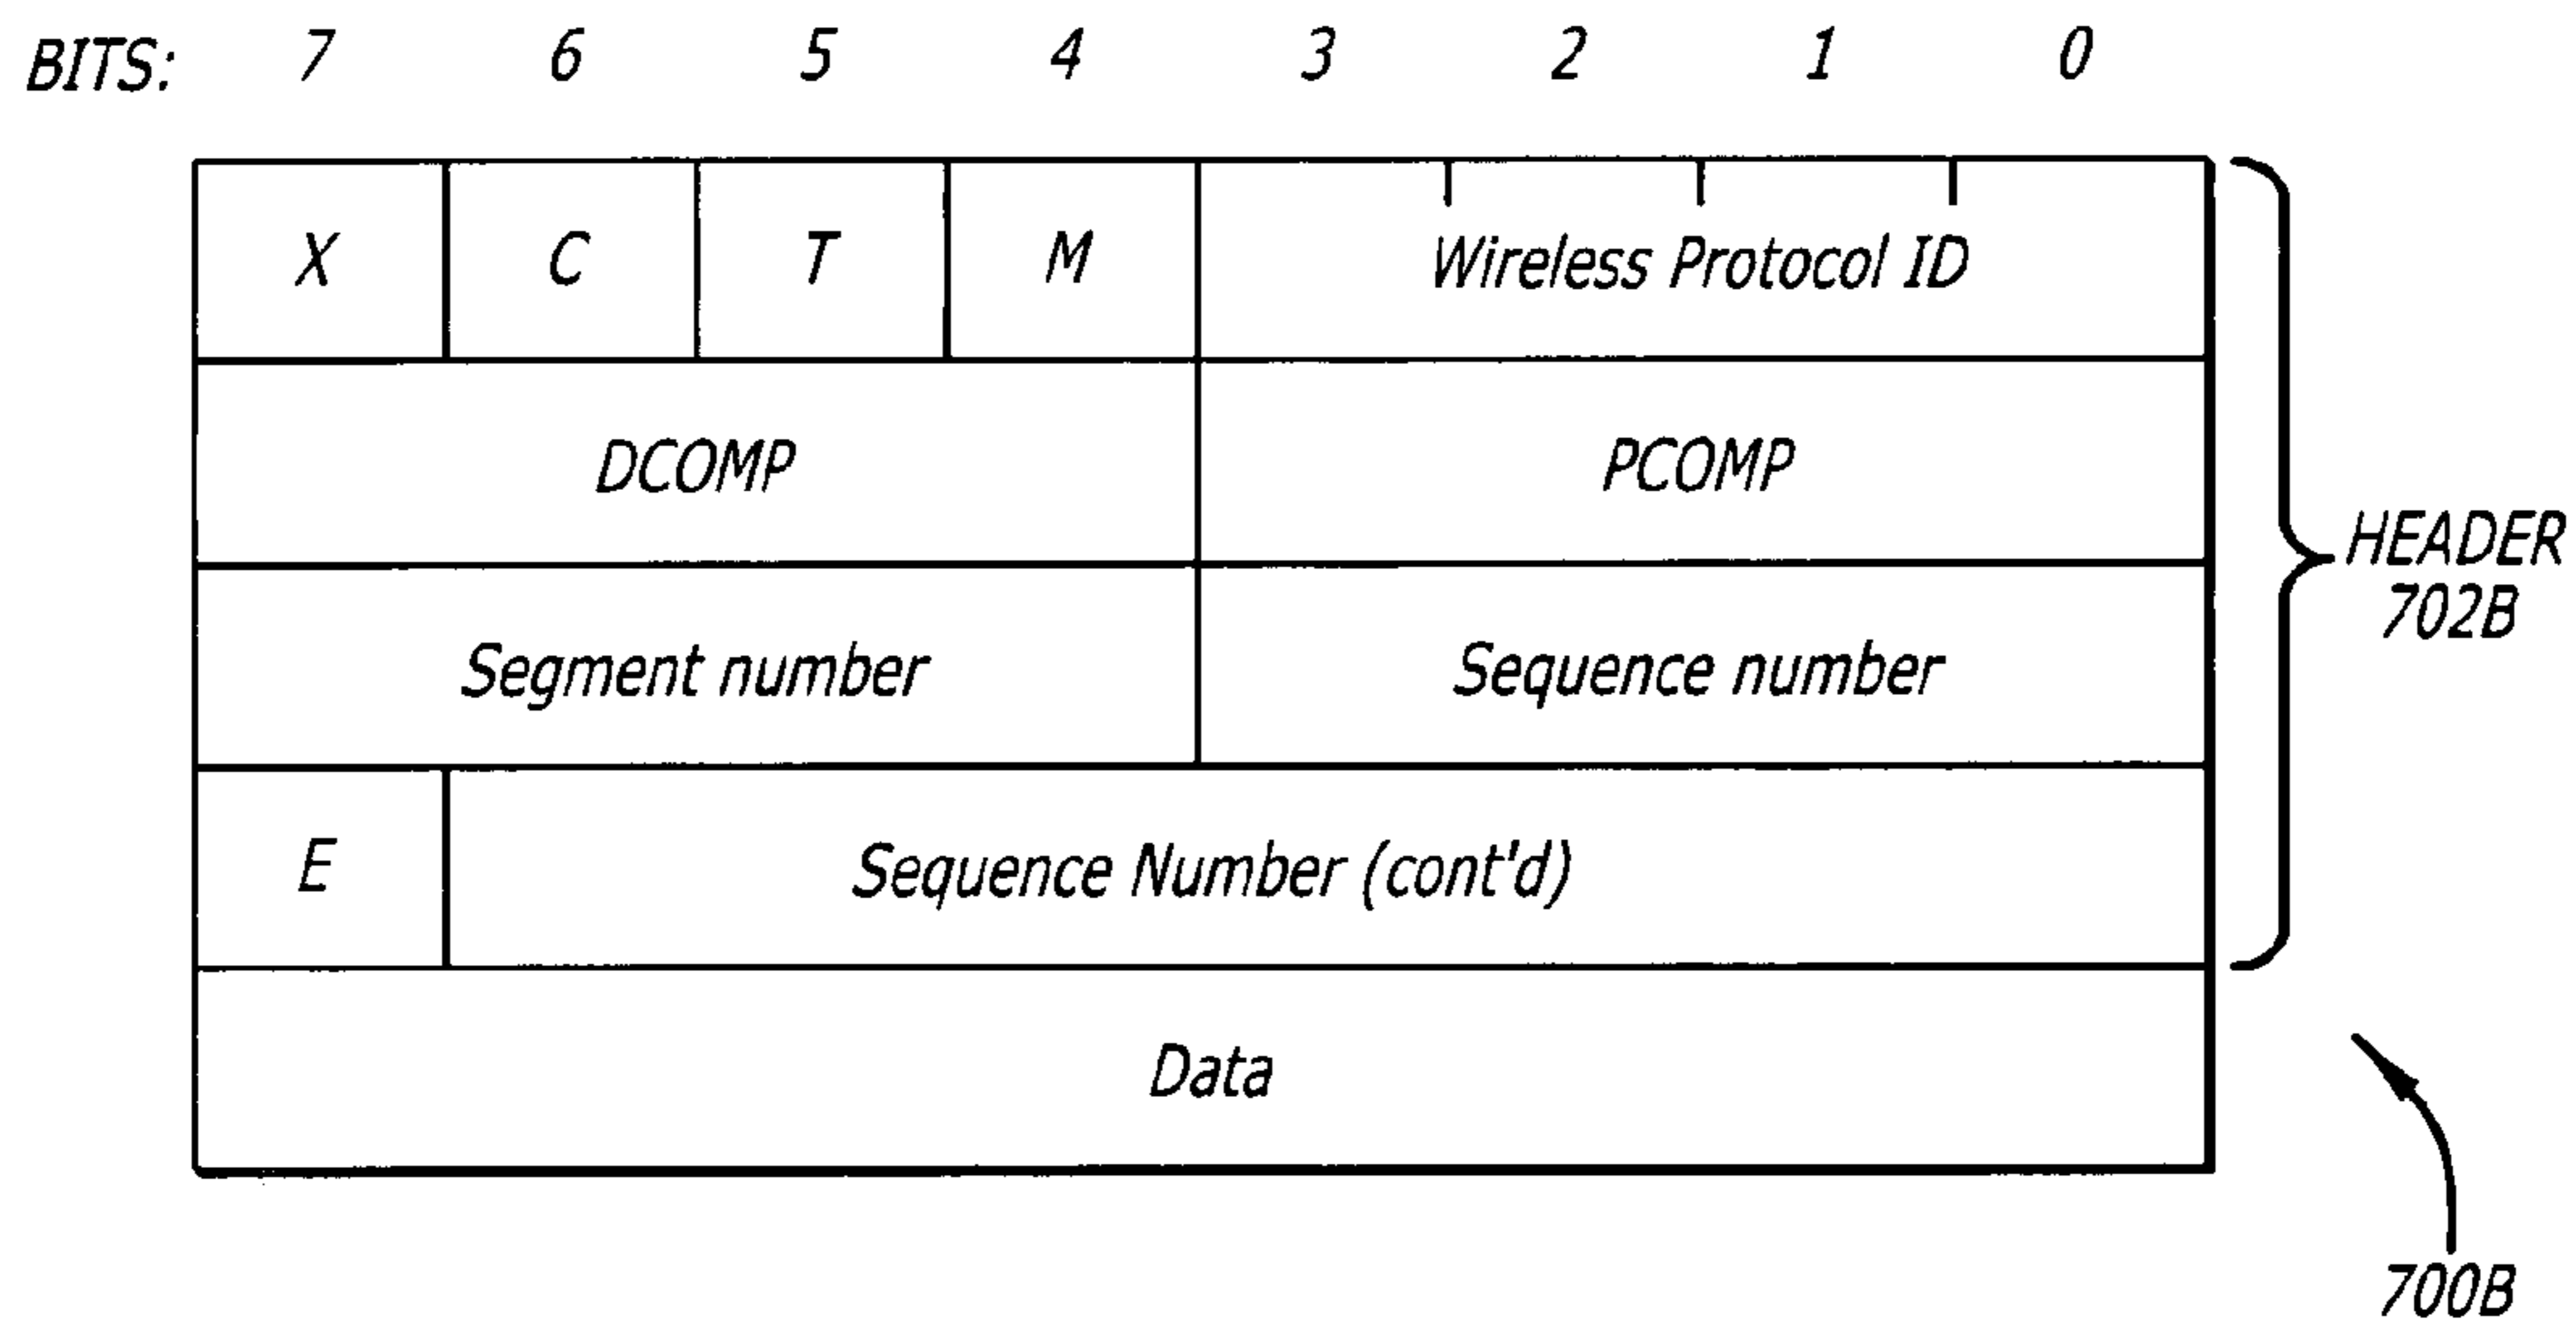 BITS: 7 6 5 4 3 2 1 0
X C T M Wireless Protocol ID
DCOMP PCOMP
HEADER
702B
Segment number Sequence number
E Sequence Number (cont'd)
Data
700B